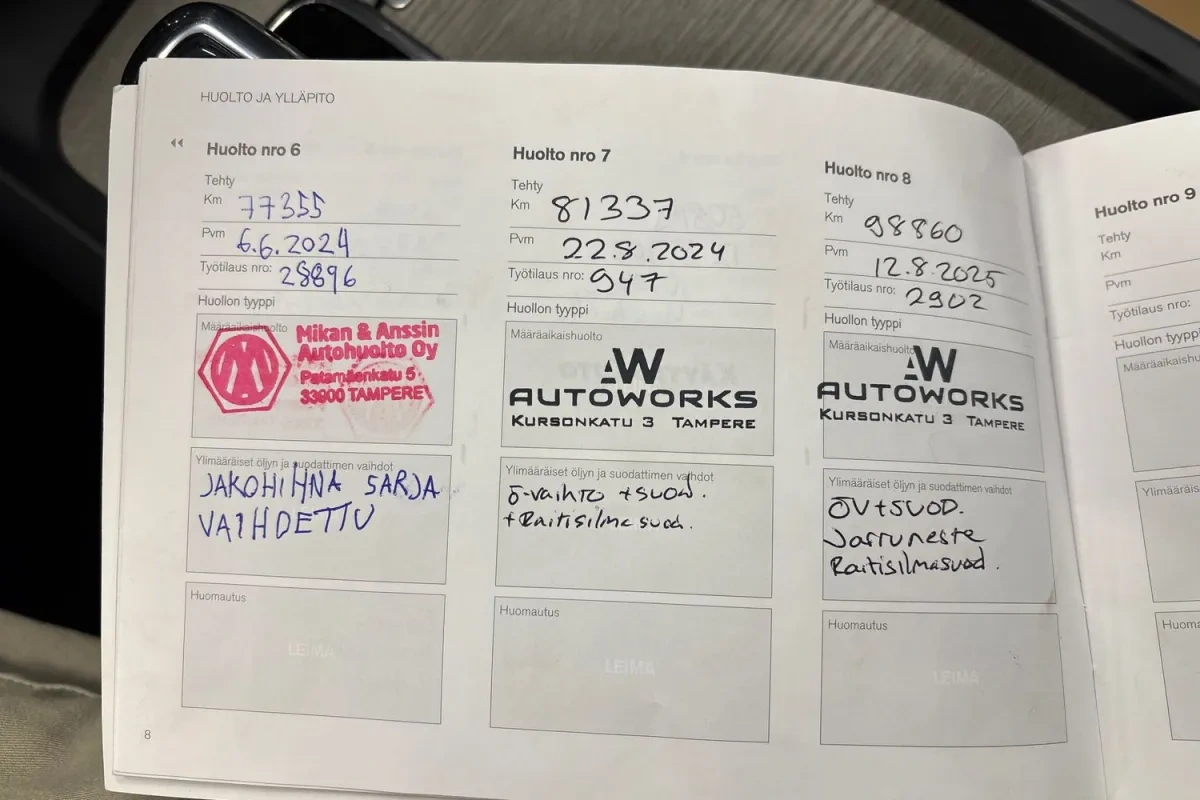 HUOLTO JA YLLÄPITO
Huolto nro 6
Tehty
Km 77355
Pvm 6.6.2024
Työtilaus nro: 28896
Huollon tyyppi
Määräaikaishuolto
Mikan & Anssin
Autohuolto Oy
Patamäenkatu 5
33900 TAMPERE
Ylimääräiset öljyn ja suodattimen vaihdot
JAKOHIHNA SARJA
VAIHDETTU
Huomautus
LEIMA
8
Huolto nro 7
Tehty
Km 81337
Pvm 22.8.2024
Työtilaus nro: 947
Huollon tyyppi
Määräaikaishuolto
AW
AUTOWORKS
KURSONKATU 3 TAMPERE
Ylimääräiset öljyn ja suodattimen vaihdot
ö-vaihto + suod.
+ Raitisilmasuod.
Huomautus
LEIMA
Huolto nro 8
Tehty
Km 98860
Pvm 12.8.2025
Työtilaus nro: 2902
Huollon tyyppi
Määräaikaishuolto
AW
AUTOWORKS
KURSONKATU 3 TAMPERE
Ylimääräiset öljyn ja suodattimen vaihdot
ÖV+SUOD.
Jarruneste
Raitisilmasuod.
Huomautus
LEIMA
Huolto nro 9
Tehty
Km
Pvm
Työtilaus nro:
Huollon tyyppi